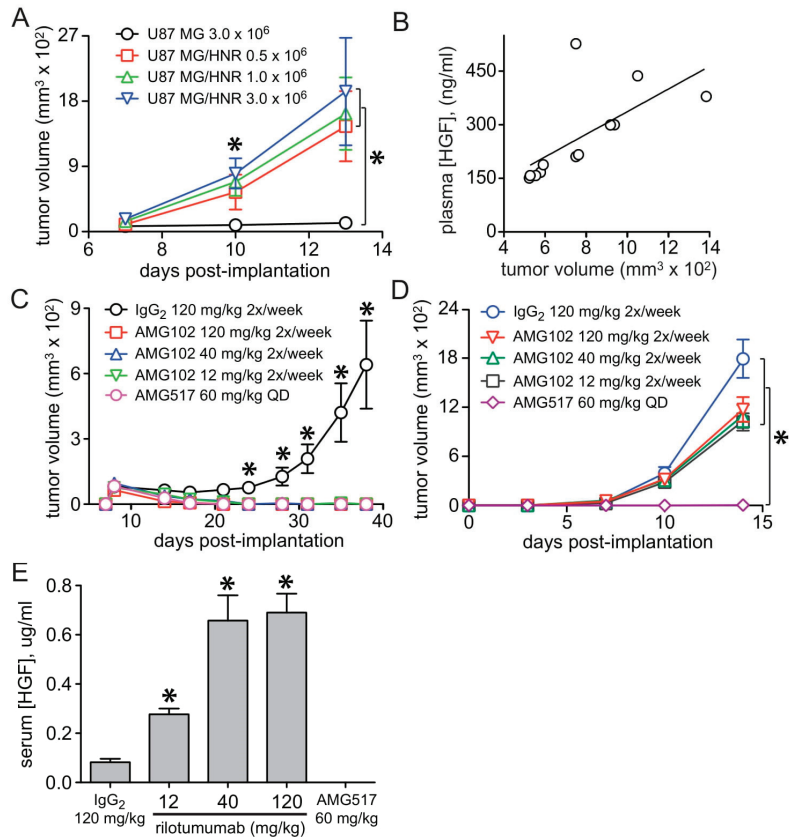 A
U87 MG 3.0 x 10⁶
U87 MG/HNR 0.5 x 10⁶
U87 MG/HNR 1.0 x 10⁶
U87 MG/HNR 3.0 x 10⁶
tumor volume (mm³ x 10²)
27
18
9
0
*
*
6 8 10 12 14
days post-implantation
B
plasma [HGF], (ng/ml)
450
300
150
0
4 6 8 10 12 14
tumor volume (mm³ x 10²)
C
IgG₂ 120 mg/kg 2x/week
AMG102 120 mg/kg 2x/week
AMG102 40 mg/kg 2x/week
AMG102 12 mg/kg 2x/week
AMG517 60 mg/kg QD
tumor volume (mm³ x 10²)
9
6
3
0
* * * * *
10 20 30 40
days post-implantation
D
IgG₂ 120 mg/kg 2x/week
AMG102 120 mg/kg 2x/week
AMG102 40 mg/kg 2x/week
AMG102 12 mg/kg 2x/week
AMG517 60 mg/kg QD
tumor volume (mm³ x 10²)
24
18
12
6
0
*
0 5 10 15
days post-implantation
E
serum [HGF], ug/ml
0.8
0.6
0.4
0.2
0.0
* * *
IgG₂
120 mg/kg
12 40 120
rilotumumab (mg/kg)
AMG517
60 mg/kg